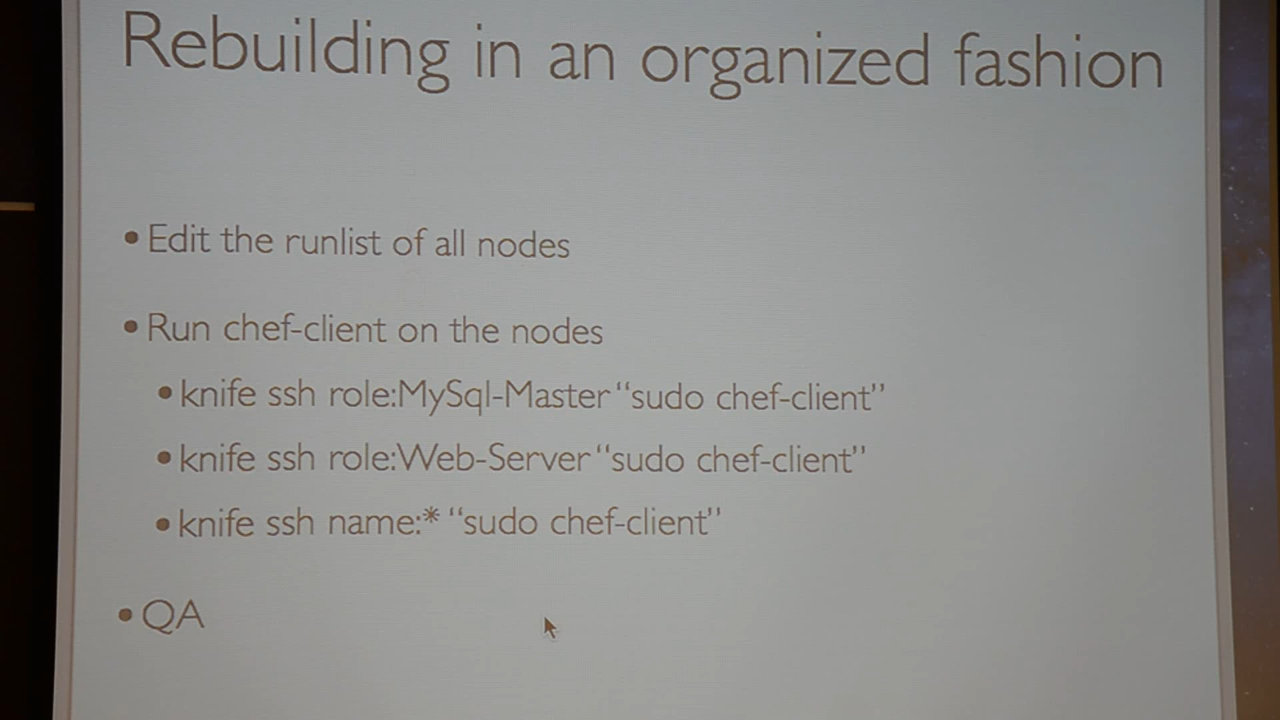 Rebuilding in an organized fashion
• Edit the runlist of all nodes
• Run chef-client on the nodes
• knife ssh role:MySql-Master “sudo chef-client”
• knife ssh role:Web-Server “sudo chef-client”
• knife ssh name:* “sudo chef-client”
• QA